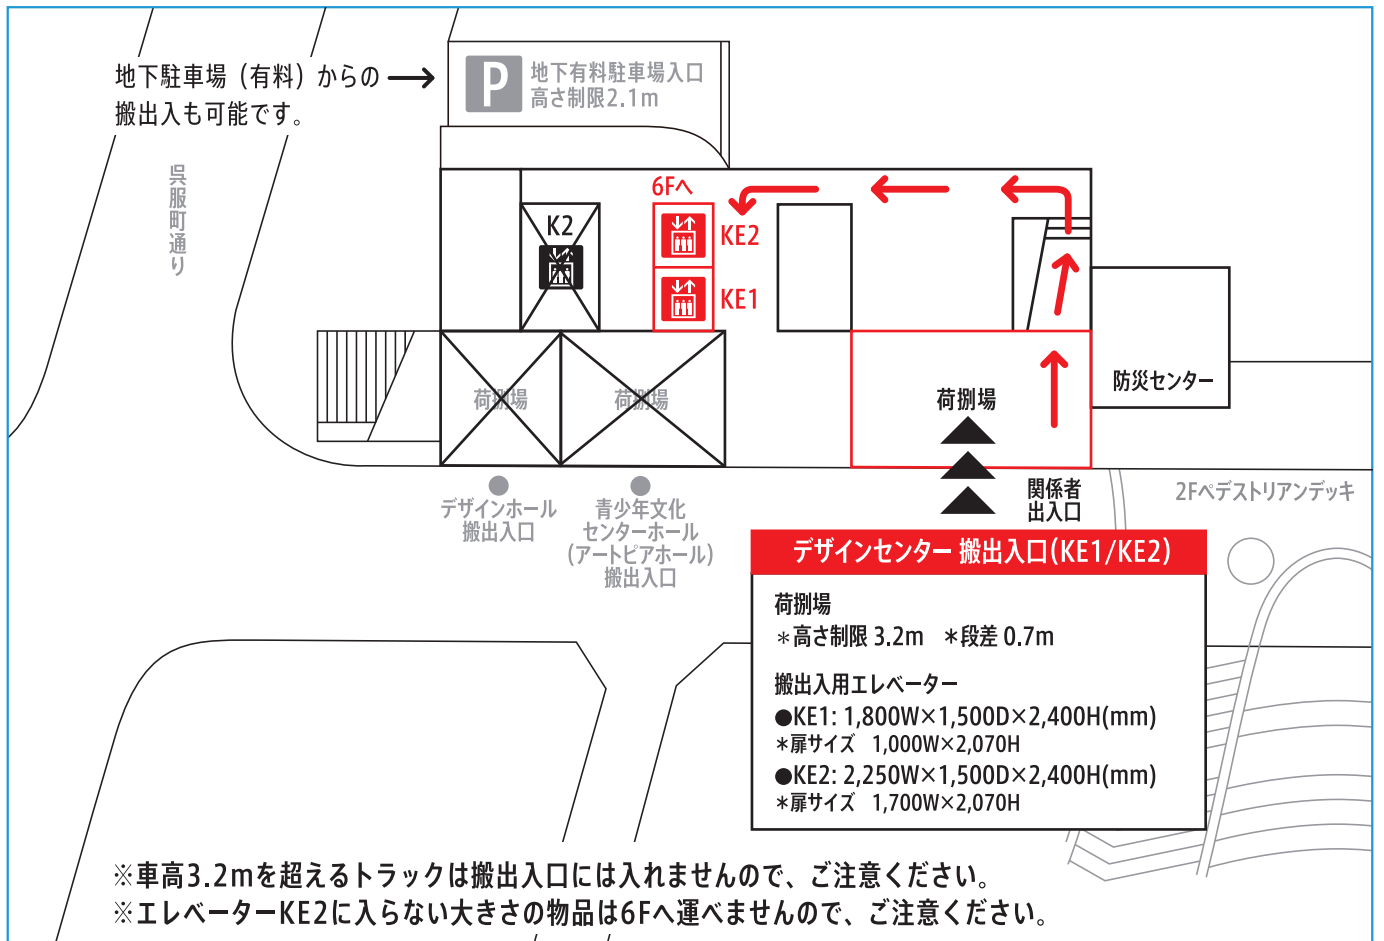 地下駐車場（有料）からの
搬出入も可能です。
P
地下有料駐車場入口
高さ制限2.1m
呉服町通り
6Fへ
K2
KE2
KE1
防災センター
荷捌場
荷捌場
荷捌場
デザインホール
搬出入口
青少年文化
センターホール
(アートピアホール)
搬出入口
関係者
出入口
2Fペデストリアンデッキ
デザインセンター 搬出入口(KE1/KE2)
荷捌場
＊高さ制限 3.2m　＊段差 0.7m
搬出入用エレベーター
●KE1: 1,800W×1,500D×2,400H(mm)
＊扉サイズ　1,000W×2,070H
●KE2: 2,250W×1,500D×2,400H(mm)
＊扉サイズ　1,700W×2,070H
※車高3.2mを超えるトラックは搬出入口には入れませんので、ご注意ください。
※エレベーターKE2に入らない大きさの物品は6Fへ運べませんので、ご注意ください。